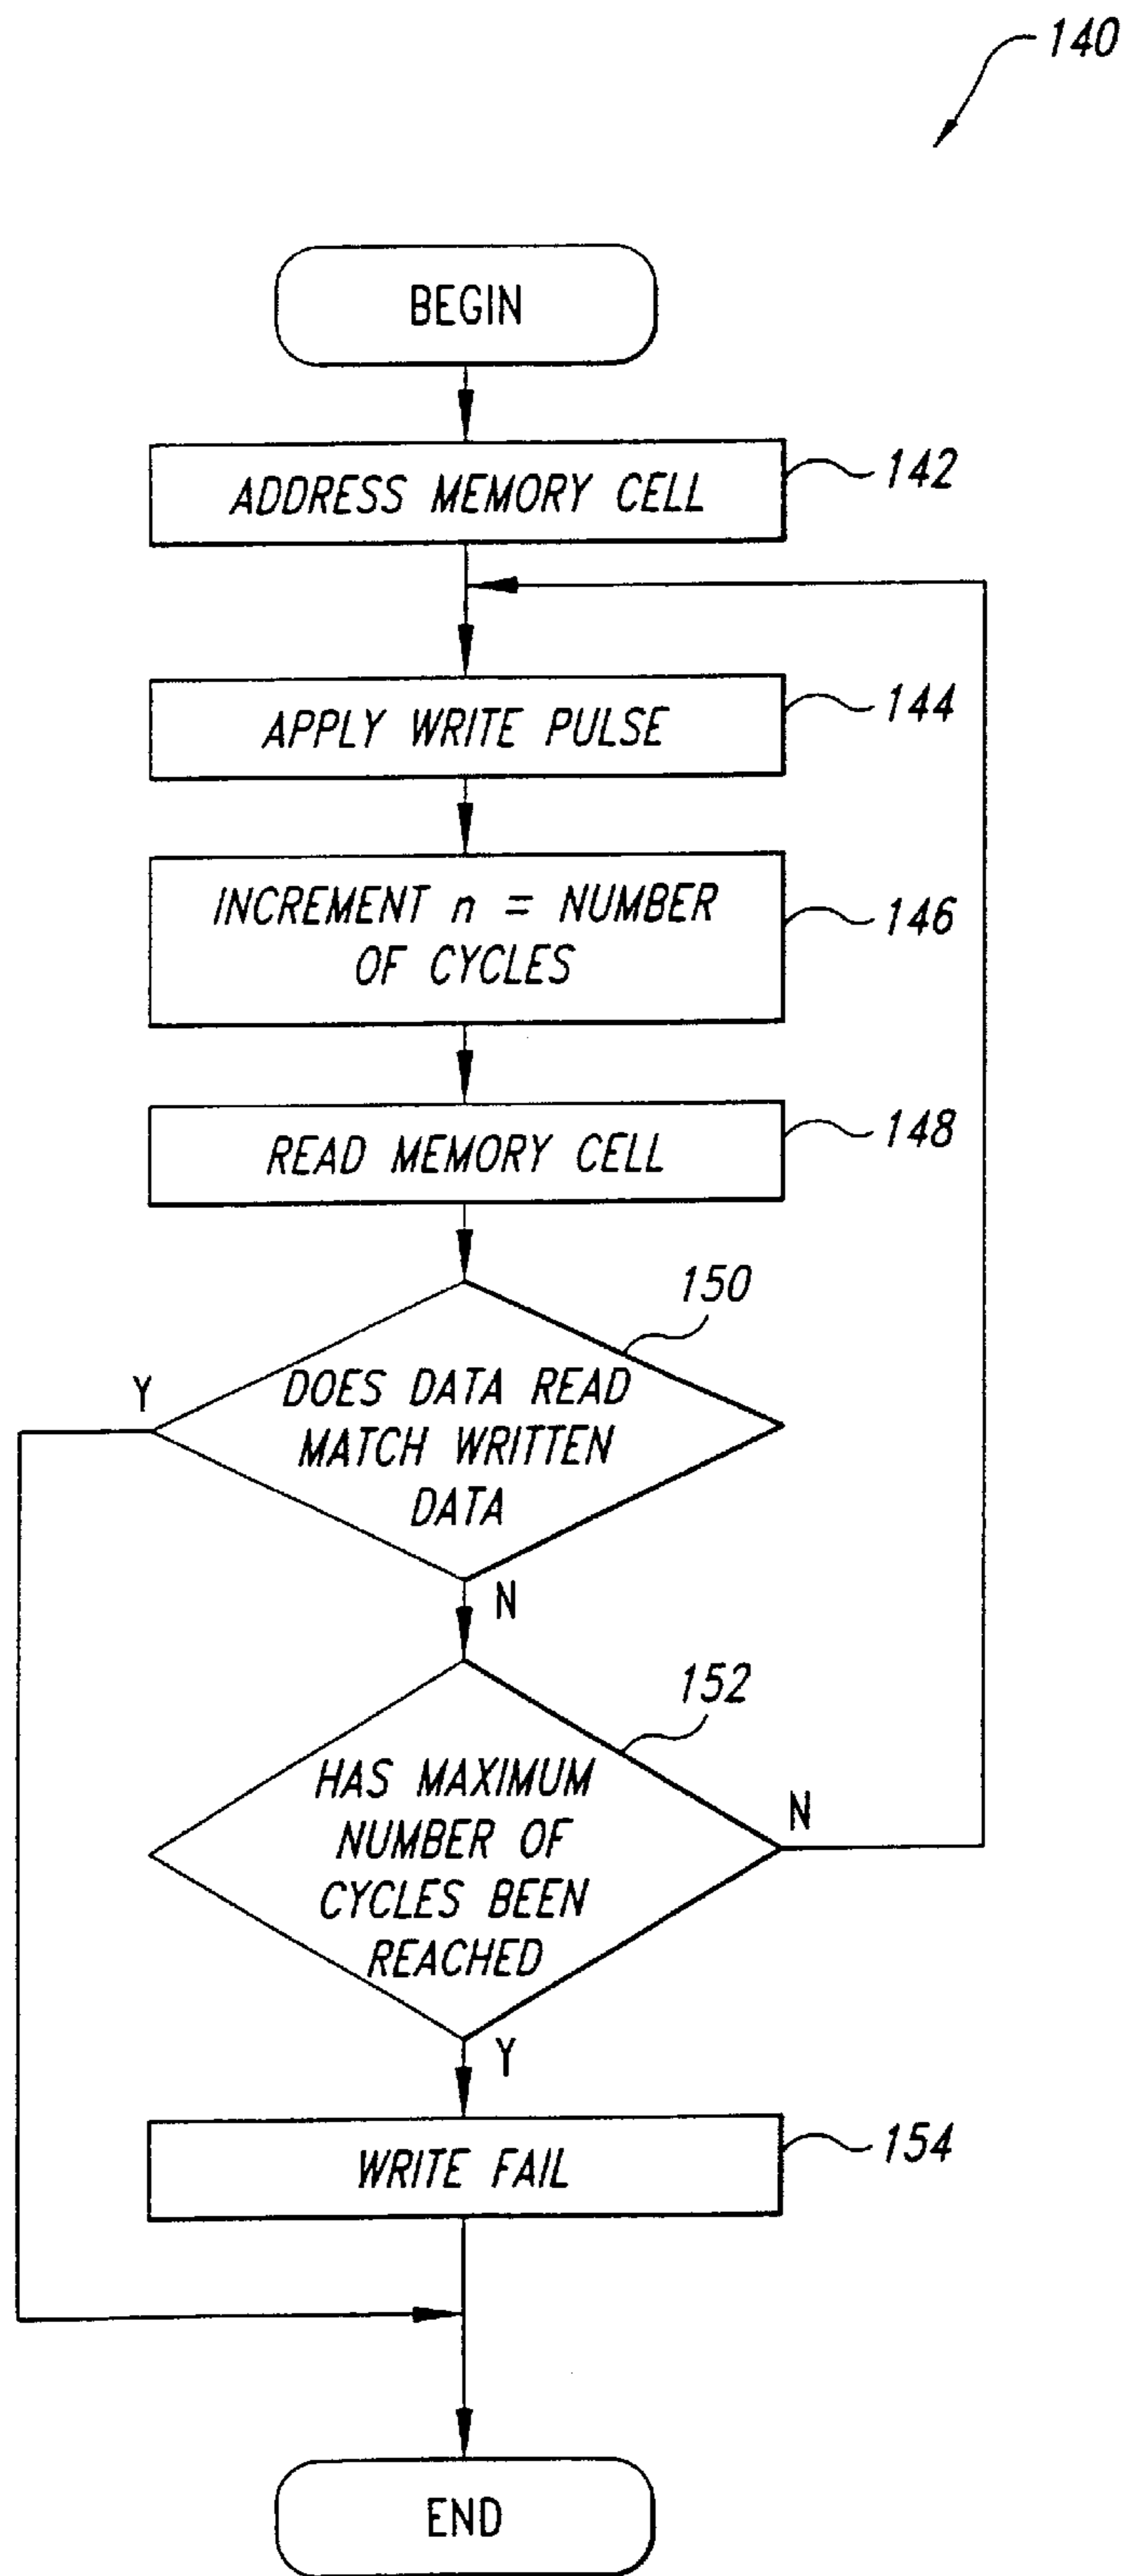 140
BEGIN
ADDRESS MEMORY CELL
142
APPLY WRITE PULSE
144
INCREMENT n = NUMBER
OF CYCLES
146
READ MEMORY CELL
148
150
Y
DOES DATA READ
MATCH WRITTEN
DATA
N
152
HAS MAXIMUM
NUMBER OF
CYCLES BEEN
REACHED
N
Y
WRITE FAIL
154
END